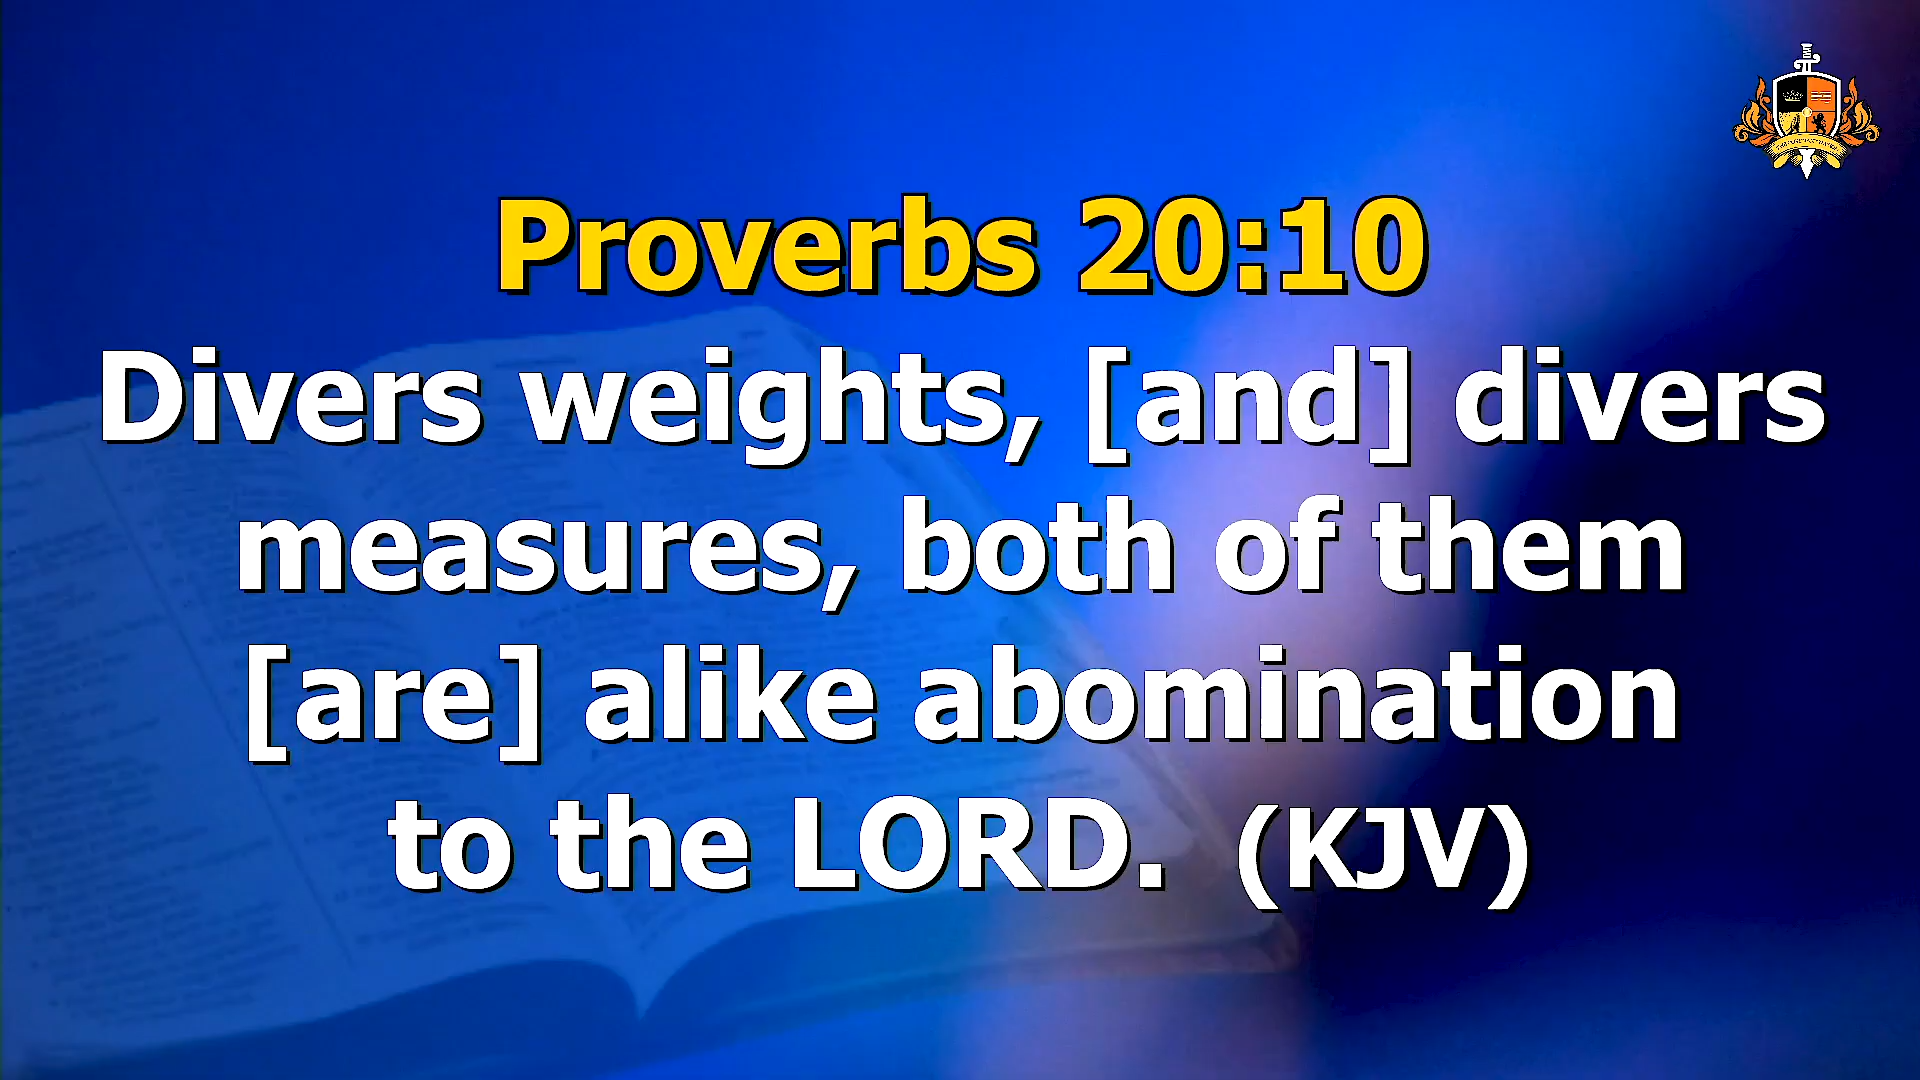 Proverbs 20:10
Divers weights, [and] divers
measures, both of them
[are] alike abomination
to the LORD. (KJV)